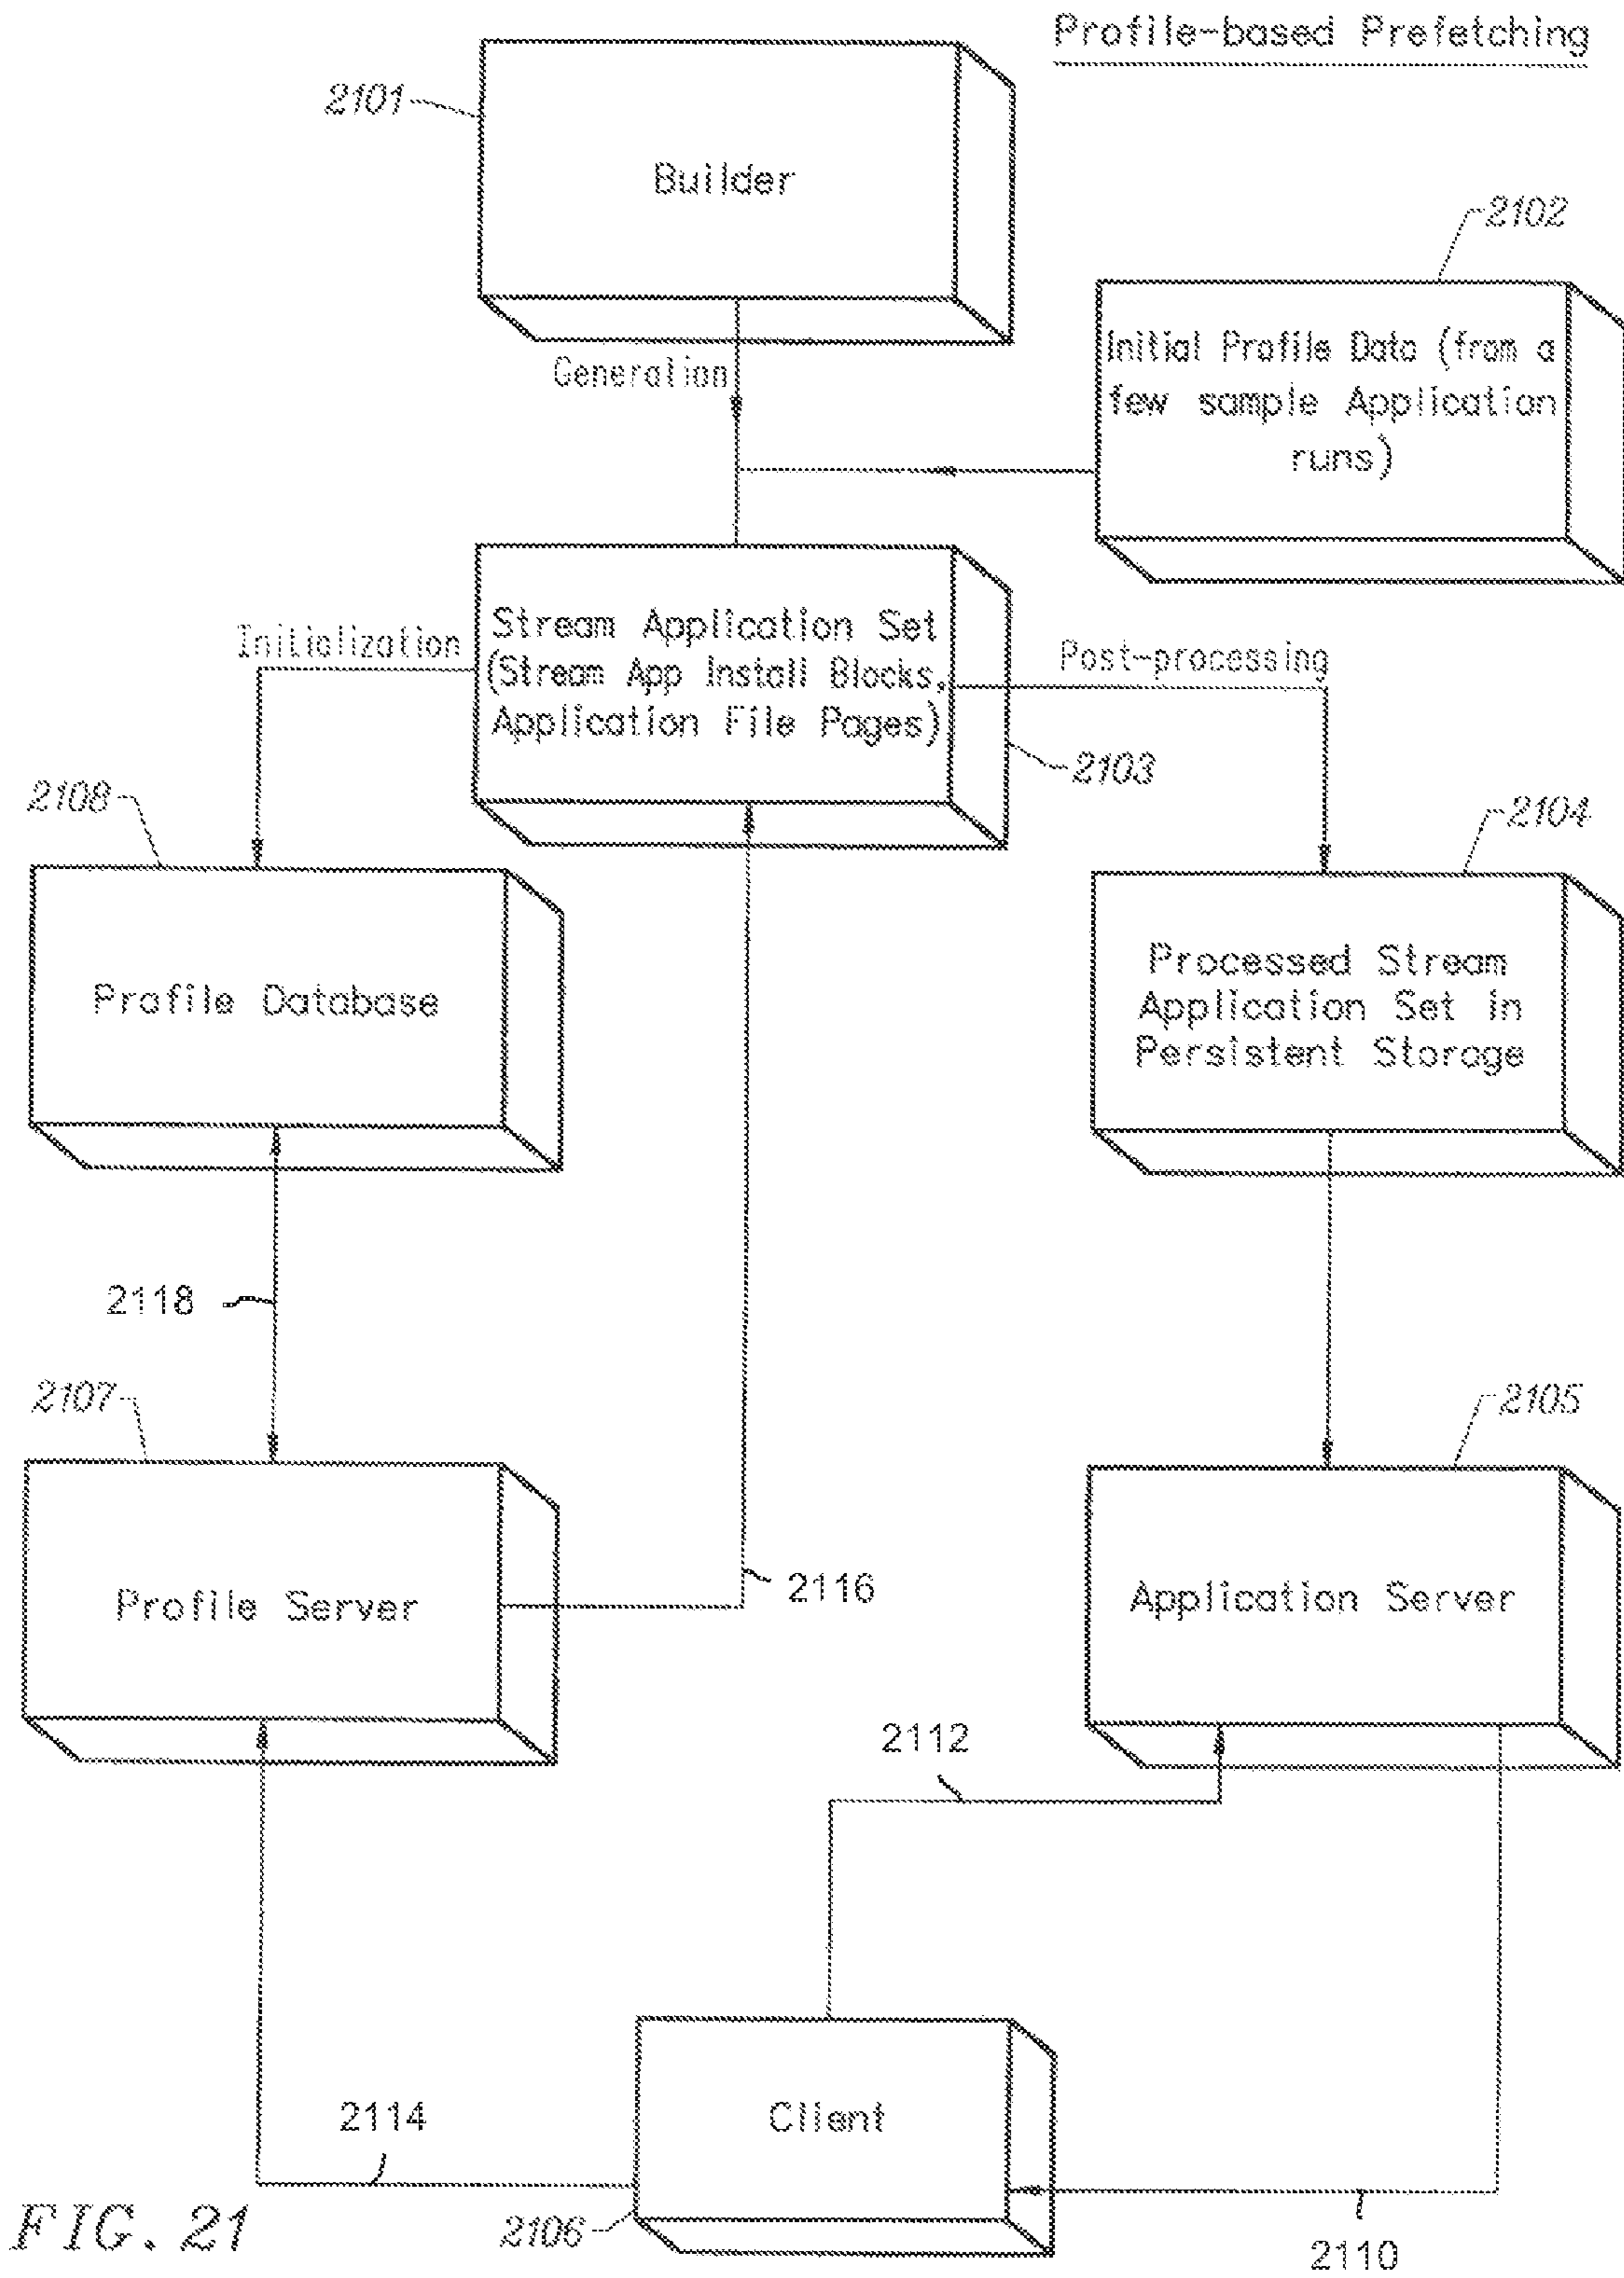 Profile-based Prefetching
2101
Builder
2102
Generation
Initial Profile Data (from a
few sample Application
runs)
Initialization
Stream Application Set
(Stream App Install Blocks,
Application File Pages)
Post-processing
2103
2108
2104
Profile Database
Processed Stream
Application Set in
Persistent Storage
2118
2107
2105
Profile Server
2116
Application Server
2112
2114
Client
2106
2110
FIG. 21